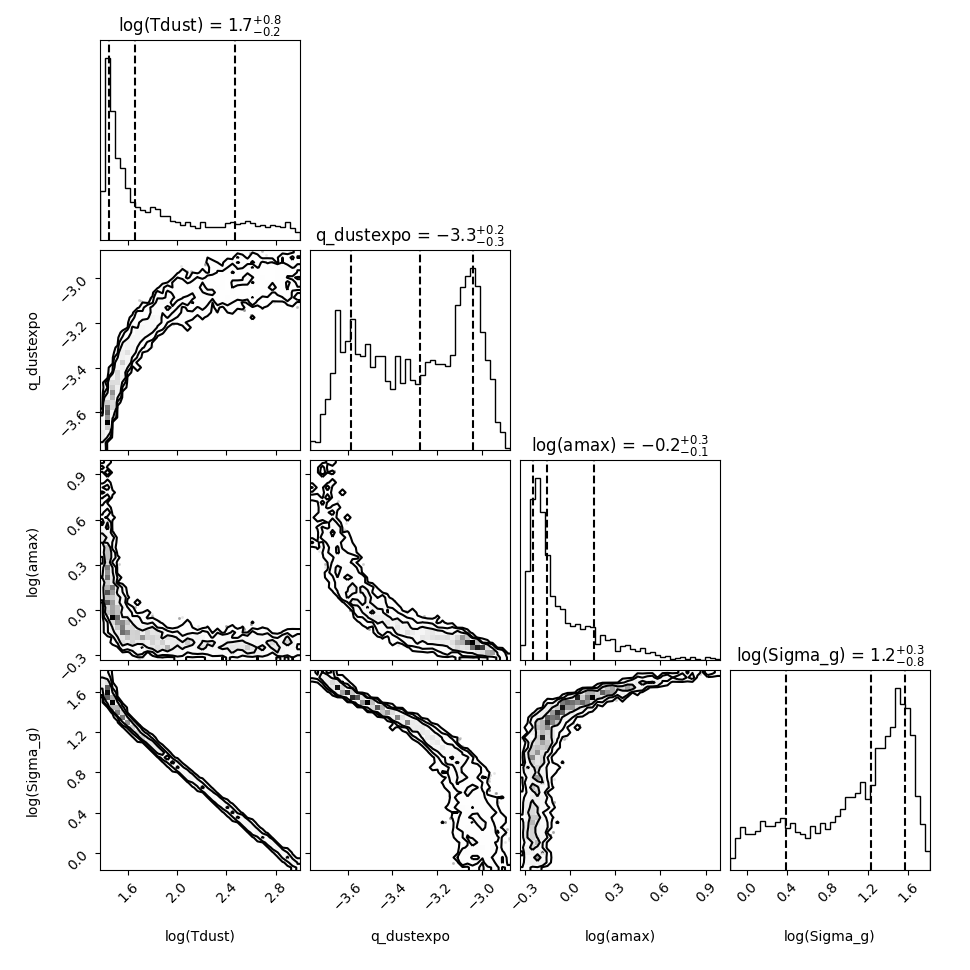 log(Tdust) = 1.7+0.8 −0.2
q_dustexpo = −3.3+0.2 −0.3
−3.0
−3.2
−3.4
−3.6
q_dustexpo
log(amax) = −0.2+0.3 −0.1
0.9
0.6
0.3
0.0
−0.3
log(amax)
log(Sigma_g) = 1.2+0.3 −0.8
1.6
1.2
0.8
0.4
0.0
log(Sigma_g)
1.6 2.0 2.4 2.8
−3.6 −3.4 −3.2 −3.0
−0.3 0.0 0.3 0.6 0.9
0.0 0.4 0.8 1.2 1.6
log(Tdust) q_dustexpo log(amax) log(Sigma_g)